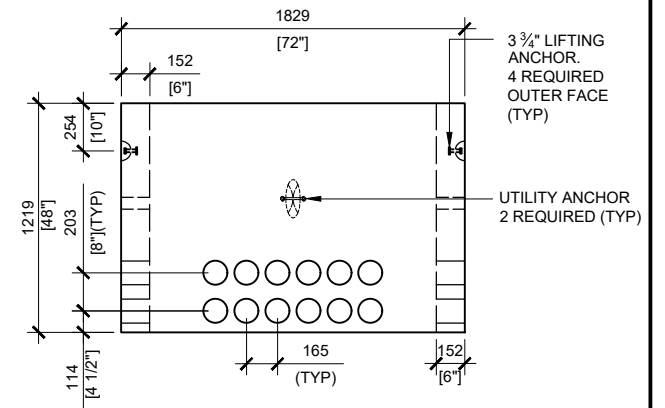 1829
[72"]
152
[6"]
3 ¾" LIFTING
ANCHOR.
4 REQUIRED
OUTER FACE
(TYP)
254
[10"]
1219
[48"]
203
[8"](TYP)
UTILITY ANCHOR
2 REQUIRED (TYP)
114
[4 1/2"]
165
(TYP)
152
[6"]